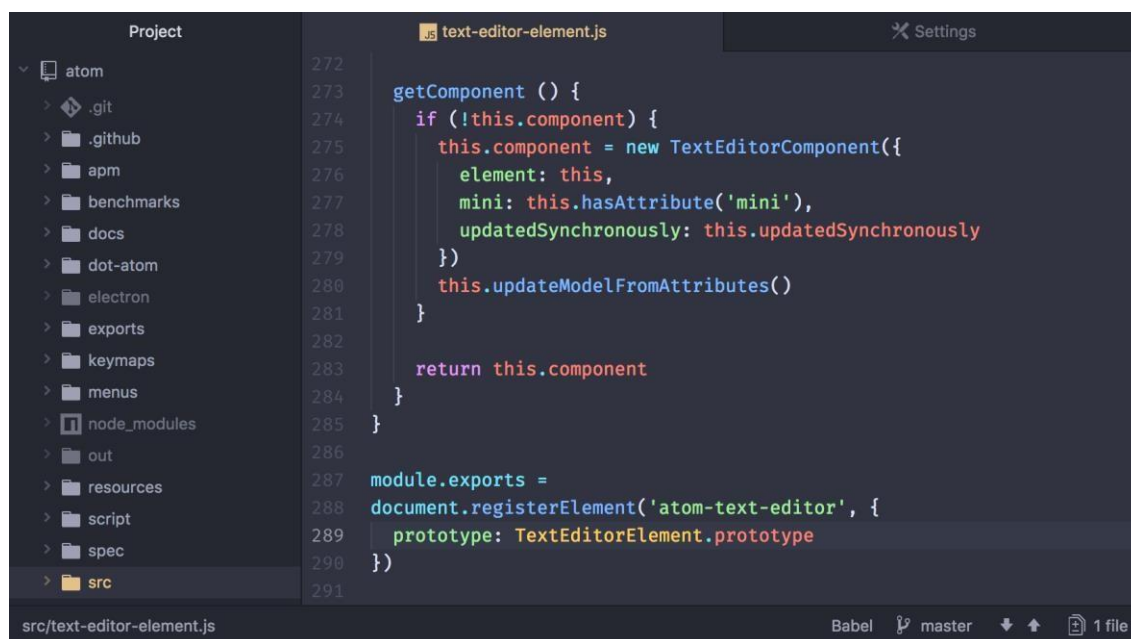 Project
atom
.git
.github
apm
benchmarks
docs
dot-atom
electron
exports
keymaps
menus
node_modules
out
resources
script
spec
src
JS text-editor-element.js
Settings
272
273 getComponent () {
274 if (!this.component) {
275 this.component = new TextEditorComponent({
276 element: this,
277 mini: this.hasAttribute('mini'),
278 updatedSynchronously: this.updatedSynchronously
279 })
280 this.updateModelFromAttributes()
281 }
282
283 return this.component
284 }
285 }
286
287 module.exports =
288 document.registerElement('atom-text-editor', {
289 prototype: TextEditorElement.prototype
290 })
291
src/text-editor-element.js
Babel master 1 file